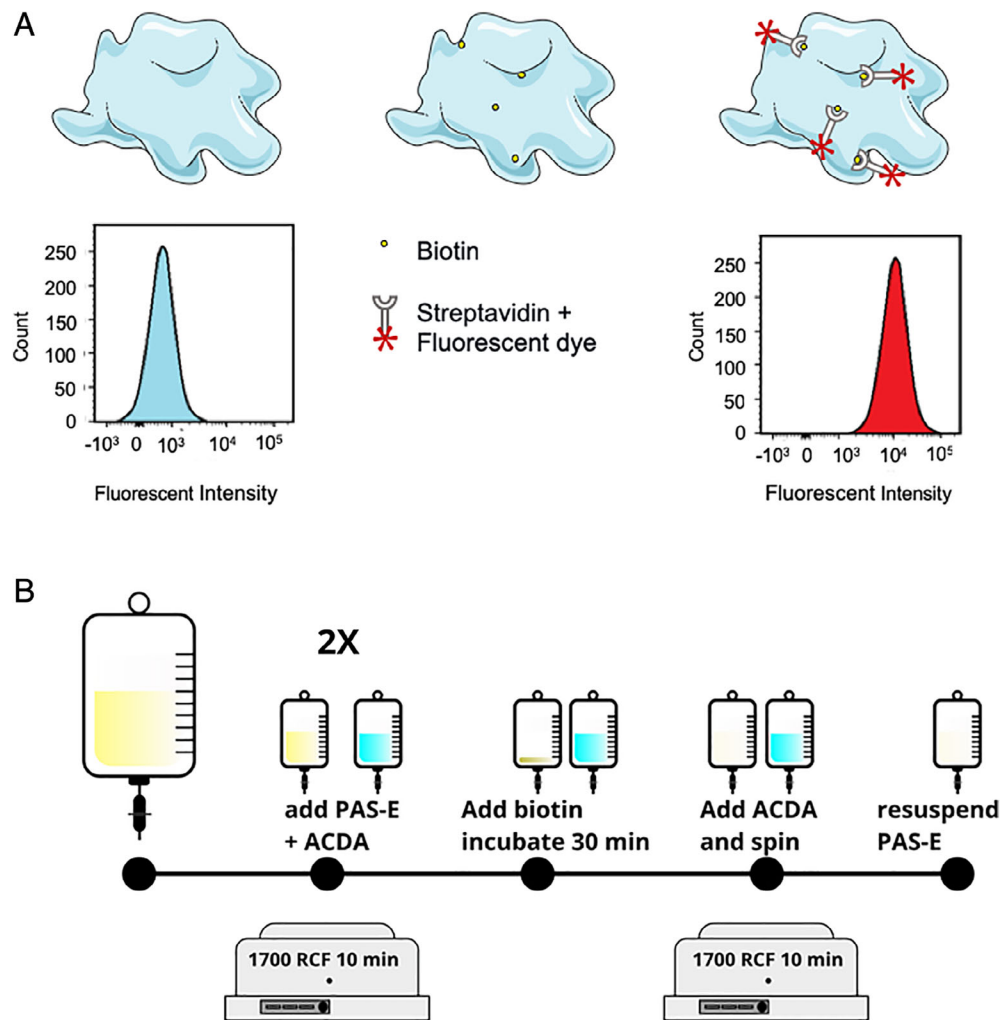 A
250
200
150
100
50
0
Count
-10³ 0 10³ 10⁴ 10⁵
Fluorescent Intensity
Biotin
Streptavidin +
Fluorescent dye
250
200
150
100
50
0
Count
-10³ 0 10³ 10⁴ 10⁵
Fluorescent Intensity
B
2X
add PAS-E
+ ACDA
Add biotin
incubate 30 min
Add ACDA
and spin
resuspend
PAS-E
1700 RCF 10 min
1700 RCF 10 min